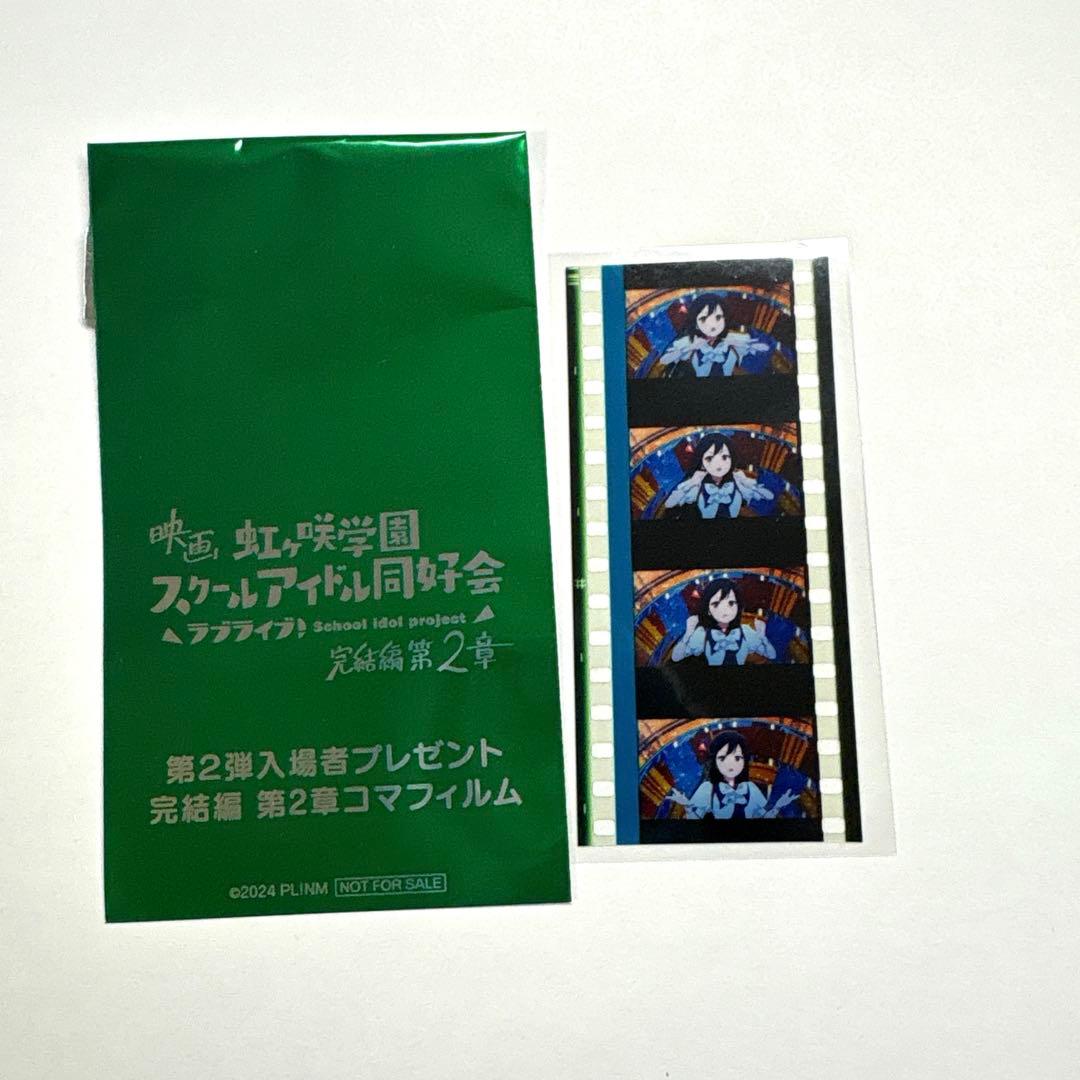 映画 虹ヶ咲学園
スクールアイドル同好会
ラブライブ! School idol project
完結編 第2章
第2弾入場者プレゼント
完結編 第2章コマフィルム
©2024 PLINM NOT FOR SALE